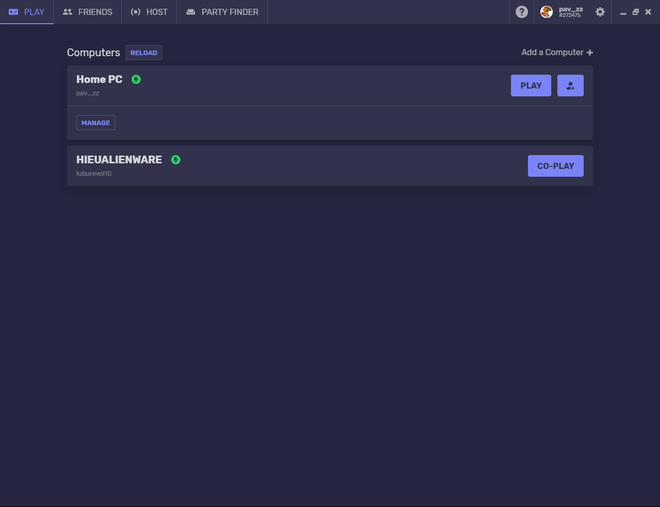 PLAY FRIENDS HOST PARTY FINDER ? pav_zz
#272475
Computers RELOAD Add a Computer +
Home PC PLAY
pav_zz
MANAGE
HIEUALIENWARE CO-PLAY
luburevol10